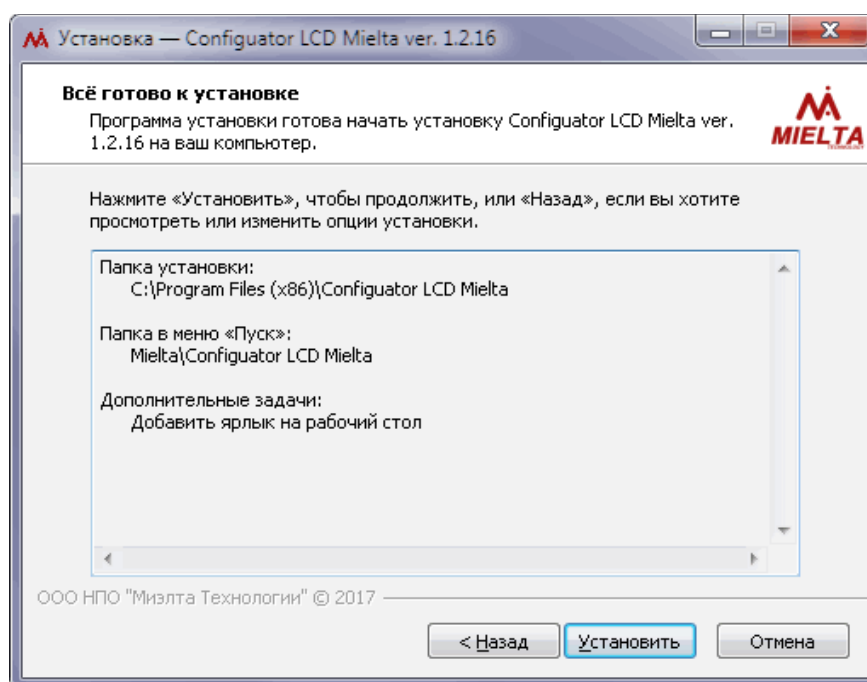 Установка — Configuator LCD Mielta ver. 1.2.16
Всё готово к установке
Программа установки готова начать установку Configuator LCD Mielta ver.
1.2.16 на ваш компьютер.
MIELTA
Нажмите «Установить», чтобы продолжить, или «Назад», если вы хотите
просмотреть или изменить опции установки.
Папка установки:
C:\Program Files (x86)\Configuator LCD Mielta
Папка в меню «Пуск»:
Mielta\Configuator LCD Mielta
Дополнительные задачи:
Добавить ярлык на рабочий стол
ООО НПО "Миэлта Технологии" © 2017
< Назад
Установить
Отмена